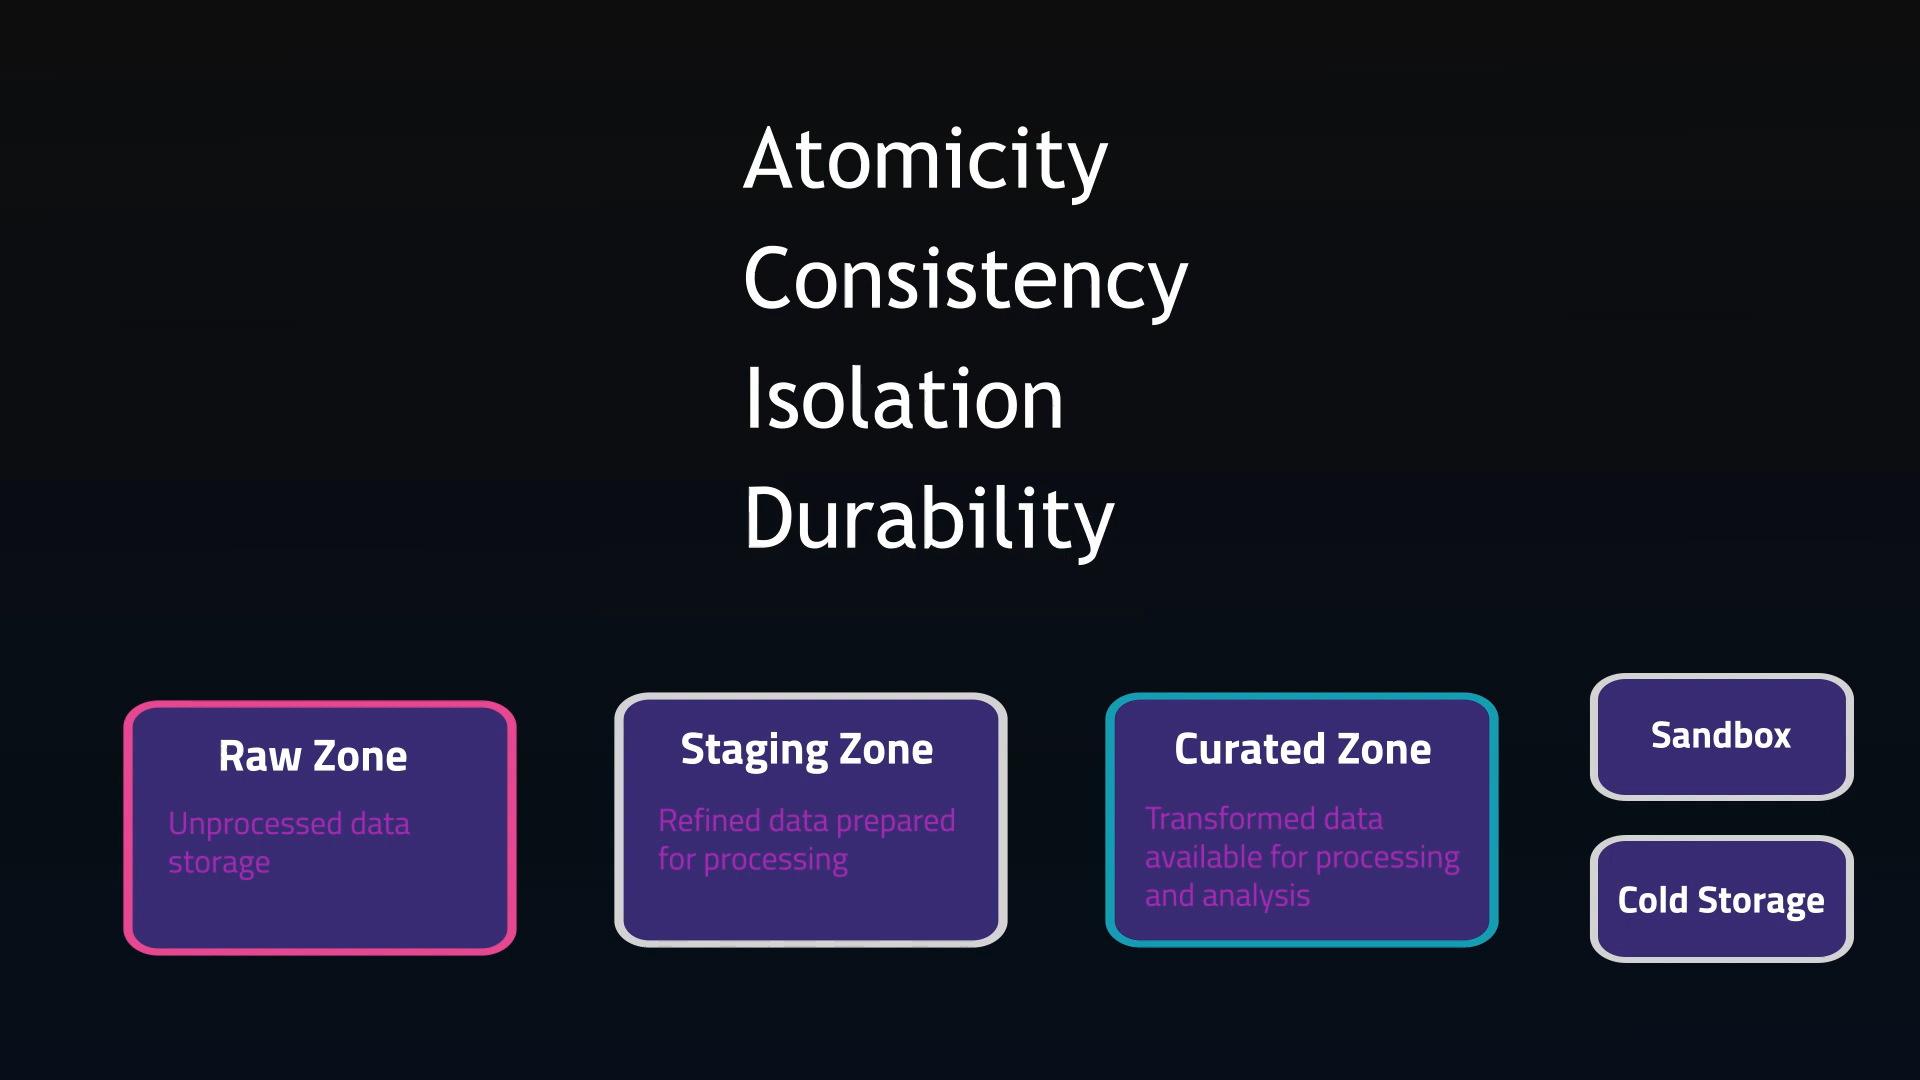 Atomicity
Consistency
Isolation
Durability
Raw Zone
Unprocessed data
storage
Staging Zone
Refined data prepared
for processing
Curated Zone
Transformed data
available for processing
and analysis
Sandbox
Cold Storage